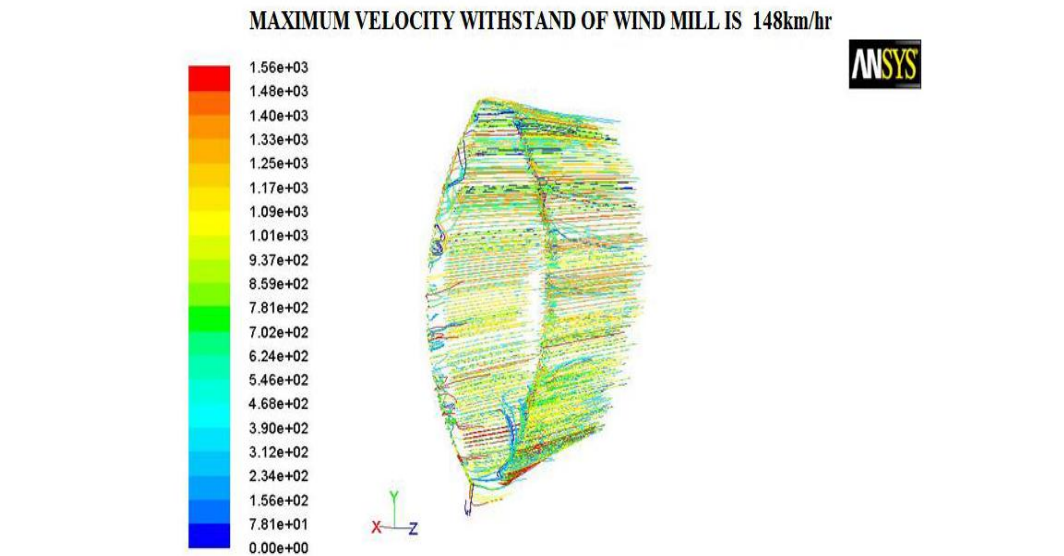 MAXIMUM VELOCITY WITHSTAND OF WIND MILL IS 148km/hr
ANSYS
1.56e+03
1.48e+03
1.40e+03
1.33e+03
1.25e+03
1.17e+03
1.09e+03
1.01e+03
9.37e+02
8.59e+02
7.81e+02
7.02e+02
6.24e+02
5.46e+02
4.68e+02
3.90e+02
3.12e+02
2.34e+02
1.56e+02
7.81e+01
0.00e+00
Y
X Z